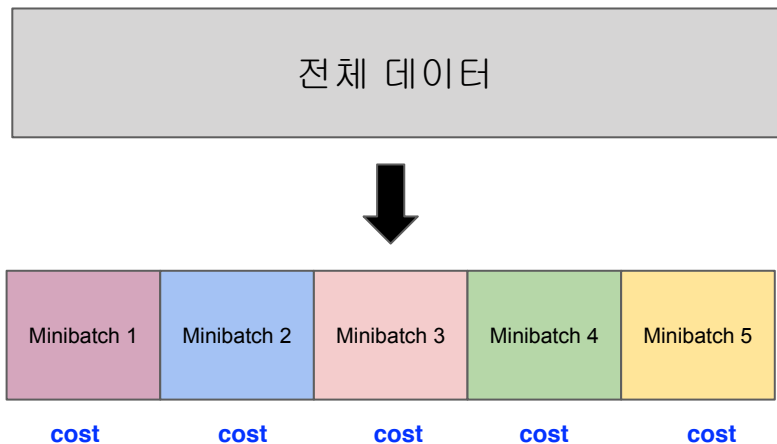 전체 데이터
Minibatch 1 Minibatch 2 Minibatch 3 Minibatch 4 Minibatch 5
cost cost cost cost cost